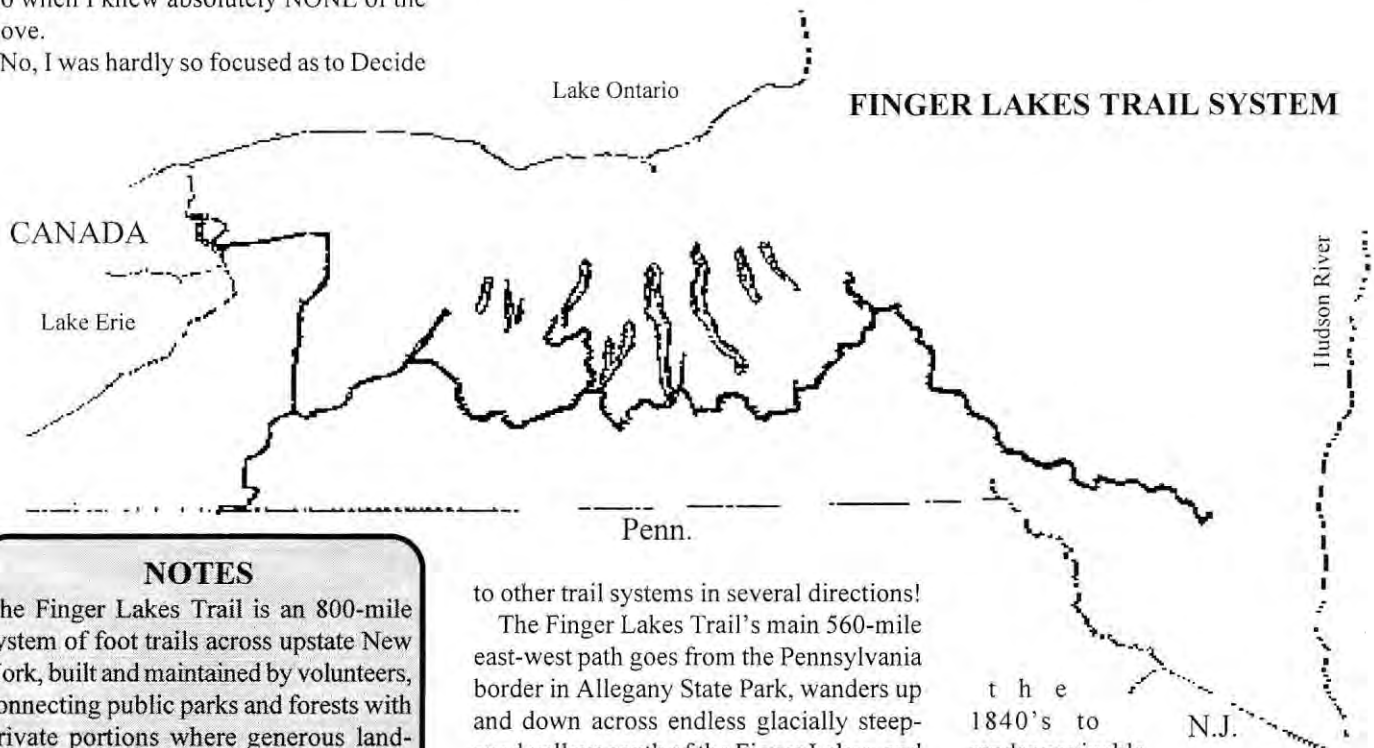 o when I knew absolutely NONE of the
ove.
No, I was hardly so focused as to Decide
Lake Ontario
FINGER LAKES TRAIL SYSTEM
CANADA
Lake Erie
Hudson River
Penn.
NOTES
he Finger Lakes Trail is an 800-mile
ystem of foot trails across upstate New
ork, built and maintained by volunteers,
onnecting public parks and forests with
rivate portions where generous land-
to other trail systems in several directions!
The Finger Lakes Trail's main 560-mile
east-west path goes from the Pennsylvania
border in Allegany State Park, wanders up
and down across endless glacially steep-
the
1840's to
N.J.